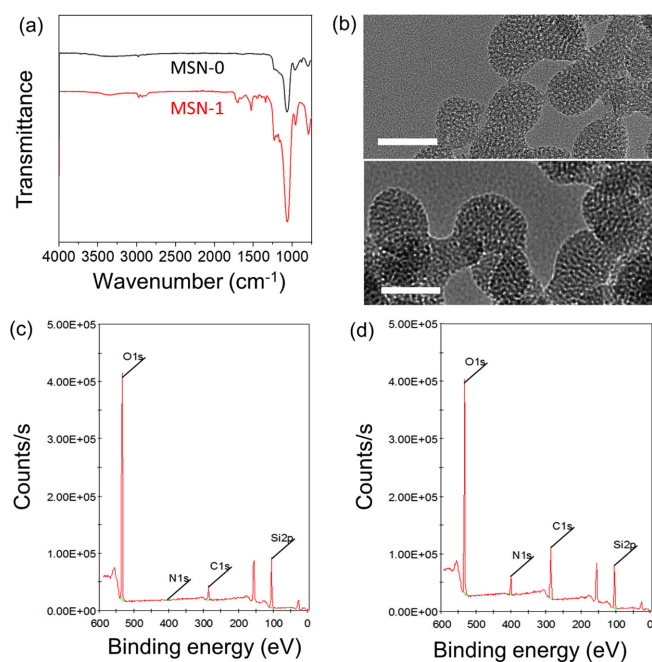 (a)
MSN-0
MSN-1
Transmittance
4000 3500 3000 2500 2000 1500 1000
Wavenumber (cm⁻¹)
(b)
(c)
5.00E+05
4.00E+05
3.00E+05
2.00E+05
1.00E+05
0.00E+00
O1s
N1s
C1s
Si2p
Counts/s
600 500 400 300 200 100 0
Binding energy (eV)
(d)
5.00E+05
4.00E+05
3.00E+05
2.00E+05
1.00E+05
0.00E+00
O1s
N1s
C1s
Si2p
Counts/s
600 500 400 300 200 100 0
Binding energy (eV)